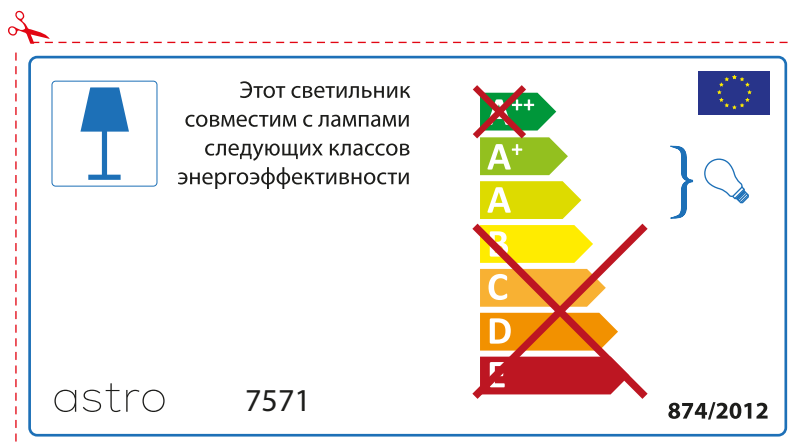 Этот светильник
совместим с лампами
следующих классов
энергоэффективности
A++
A+
A
B
C
D
E
astro
7571
874/2012